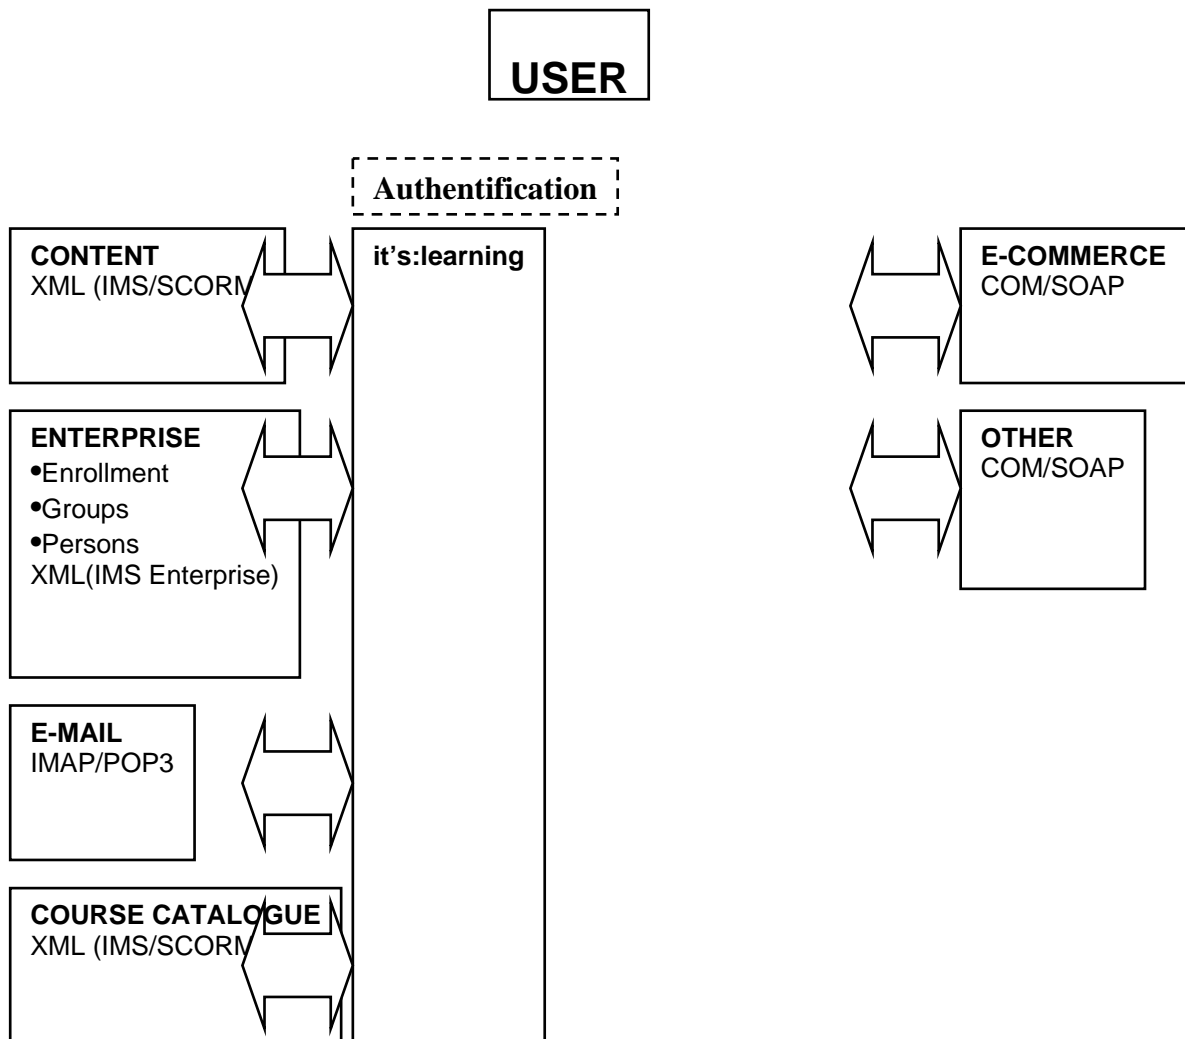 USER
Authentification
CONTENT
XML (IMS/SCORM
it's:learning
E-COMMERCE
COM/SOAP
ENTERPRISE
•Enrollment
•Groups
•Persons
XML(IMS Enterprise)
OTHER
COM/SOAP
E-MAIL
IMAP/POP3
COURSE CATALOGUE
XML (IMS/SCORM